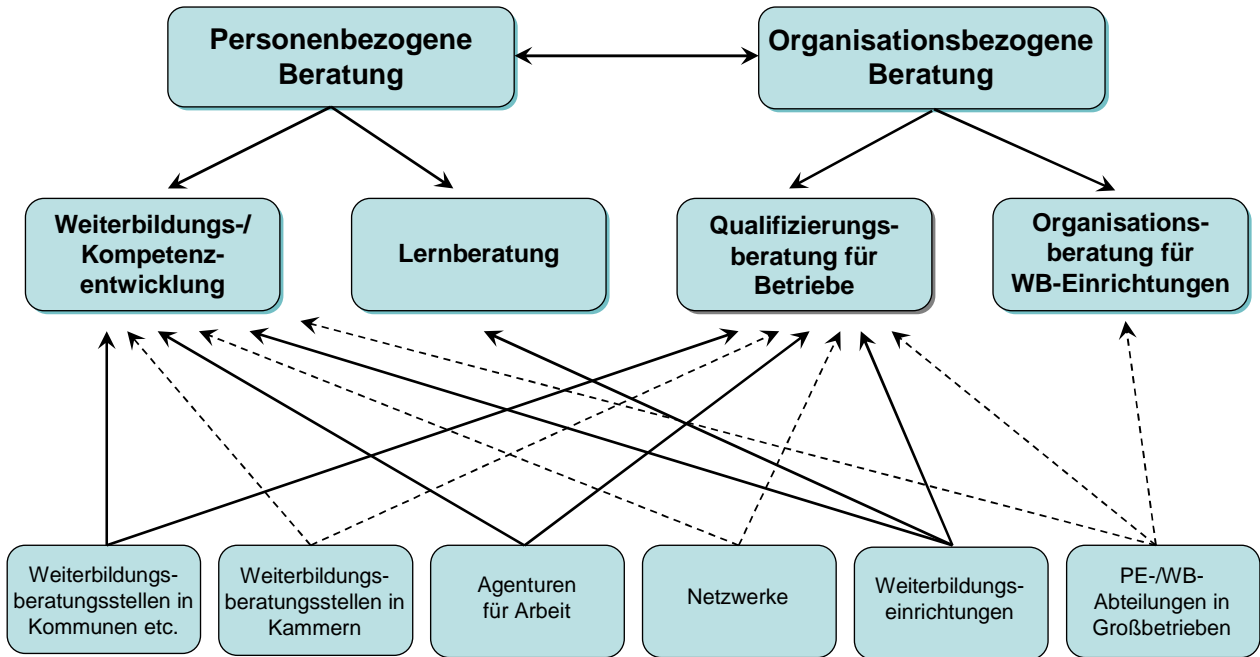 Personenbezogene
Beratung
Organisationsbezogene
Beratung
Weiterbildungs-/
Kompetenz-
entwicklung
Lernberatung
Qualifizierungs-
beratung für
Betriebe
Organisations-
beratung für
WB-Einrichtungen
Weiterbildungs-
beratungsstellen in
Kommunen etc.
Weiterbildungs-
beratungsstellen in
Kammern
Agenturen
für Arbeit
Netzwerke
Weiterbildungs-
einrichtungen
PE-/WB-
Abteilungen in
Großbetrieben